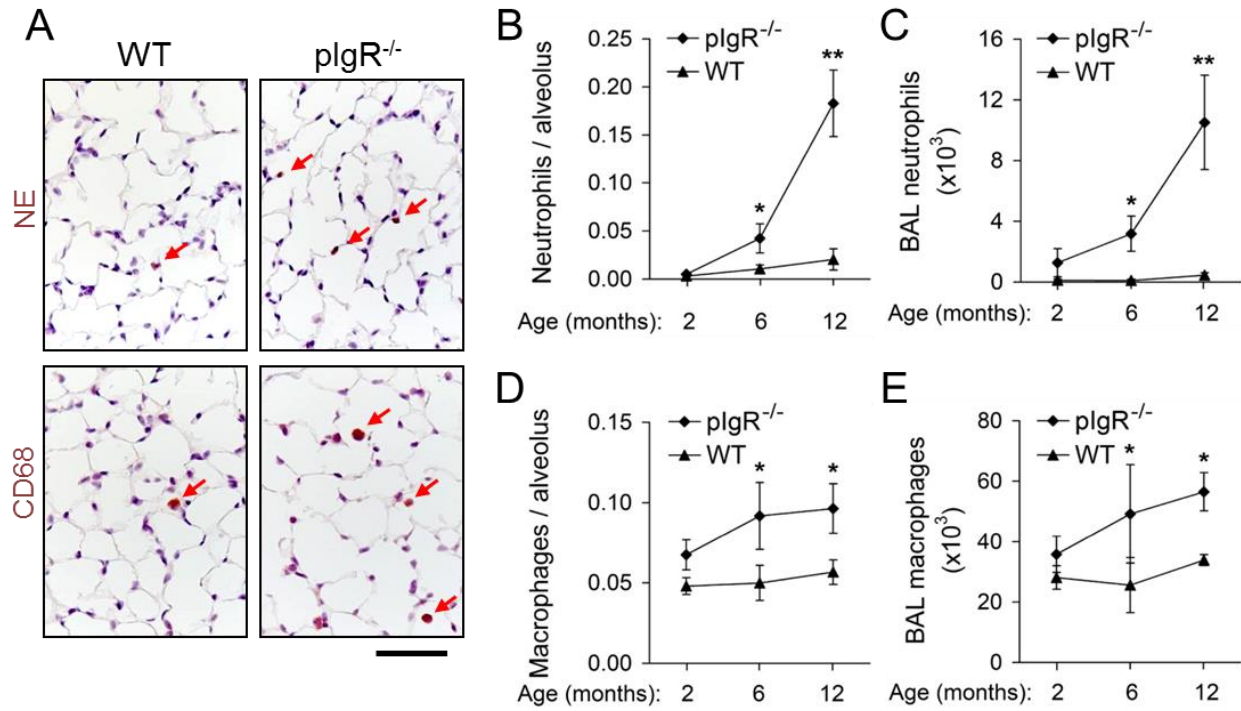 A
WT
pIgR-/-
NE
CD68
B
Neutrophils / alveolus
0.25
0.20
0.15
0.10
0.05
0.00
pIgR-/-
WT
*
**
Age (months): 2 6 12
C
BAL neutrophils
(x10³)
16
12
8
4
0
pIgR-/-
WT
*
**
Age (months): 2 6 12
D
Macrophages / alveolus
0.15
0.10
0.05
0.00
pIgR-/-
WT
*
*
Age (months): 2 6 12
E
BAL macrophages
(x10³)
80
60
40
20
0
pIgR-/-
WT
*
*
Age (months): 2 6 12